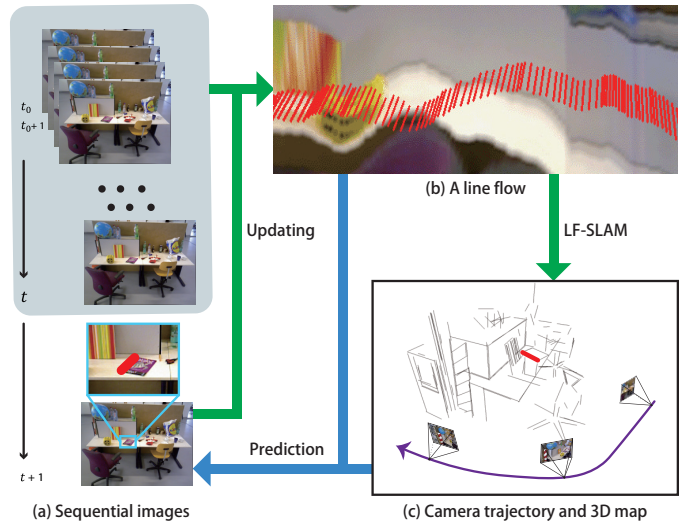 t₀
t₀+1
t
t+1
(a) Sequential images
Updating
Prediction
(b) A line flow
LF-SLAM
(c) Camera trajectory and 3D map